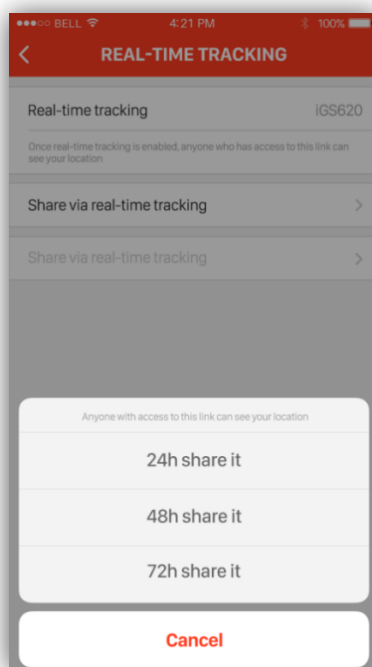 BELL 4:21 PM 100%
REAL-TIME TRACKING
Real-time tracking iGS620
Once real-time tracking is enabled, anyone who has access to this link can
see your location
Share via real-time tracking
Share via real-time tracking
Anyone with access to this link can see your location
24h share it
48h share it
72h share it
Cancel